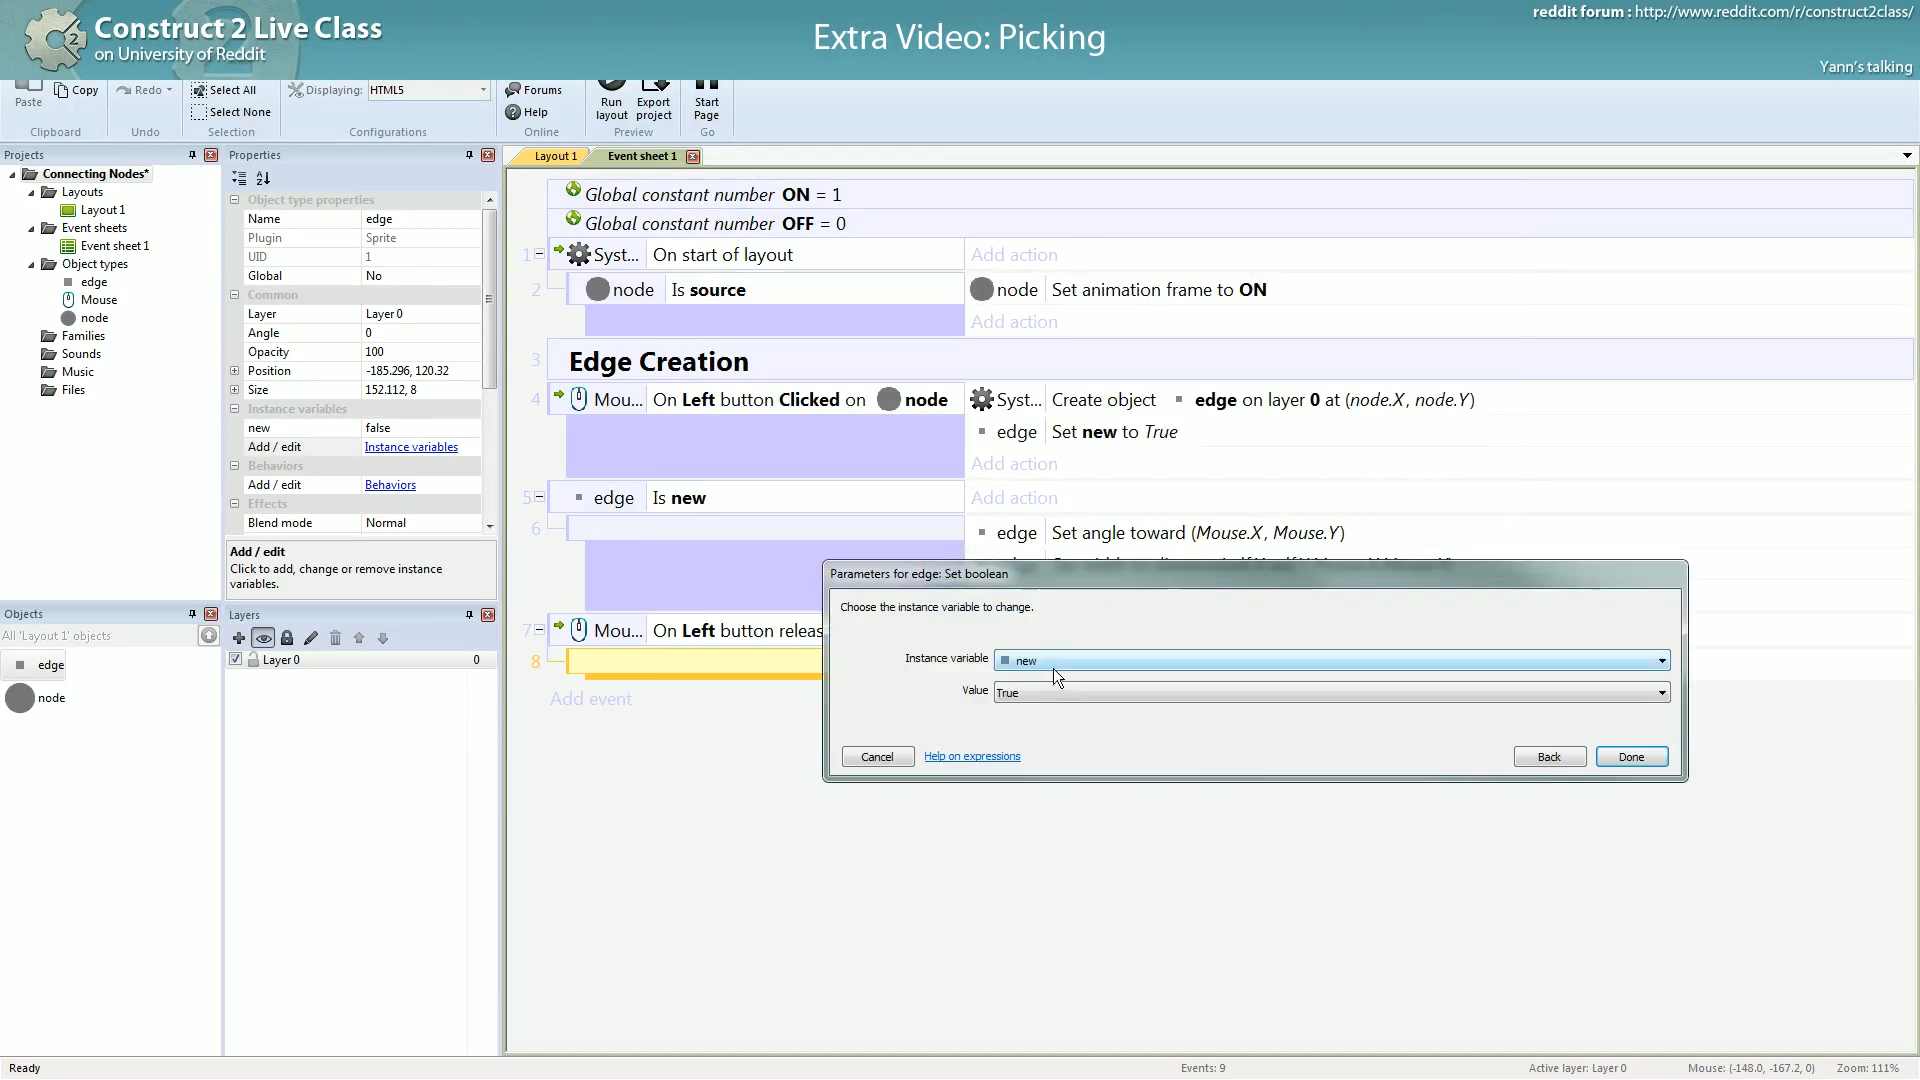 Construct 2 Live Class
on University of Reddit
Extra Video: Picking
reddit forum : http://www.reddit.com/r/construct2class/
Yann's talking
Paste
Copy
Redo
Select All
Select None
Displaying: HTML5
Forums
Help
Run layout
Export project
Start Page
Clipboard
Undo
Selection
Configurations
Online
Preview
Go
Projects
Connecting Nodes*
Layouts
Layout 1
Event sheets
Event sheet 1
Object types
edge
Mouse
node
Families
Sounds
Music
Files
Properties
Object type properties
Name edge
Plugin Sprite
UID 1
Global No
Common
Layer Layer 0
Angle 0
Opacity 100
Position -185.296, 120.32
Size 152.112, 8
Instance variables
new false
Add / edit Instance variables
Behaviors
Add / edit Behaviors
Effects
Blend mode Normal
Add / edit
Click to add, change or remove instance
variables.
Objects
All 'Layout 1' objects
edge
node
Layers
Layer 0 0
Layout 1
Event sheet 1
Global constant number ON = 1
Global constant number OFF = 0
1 Syst... On start of layout Add action
2 node Is source node Set animation frame to ON
Add action
3 Edge Creation
4 Mou... On Left button Clicked on node Syst... Create object edge on layer 0 at (node.X, node.Y)
edge Set new to True
Add action
5 edge Is new Add action
6 edge Set angle toward (Mouse.X, Mouse.Y)
7 Mou... On Left button releas
8
Add event
Parameters for edge: Set boolean
Choose the instance variable to change.
Instance variable new
Value True
Cancel
Help on expressions
Back
Done
Ready
Events: 9
Active layer: Layer 0
Mouse: (-148.0, -167.2, 0)
Zoom: 111%